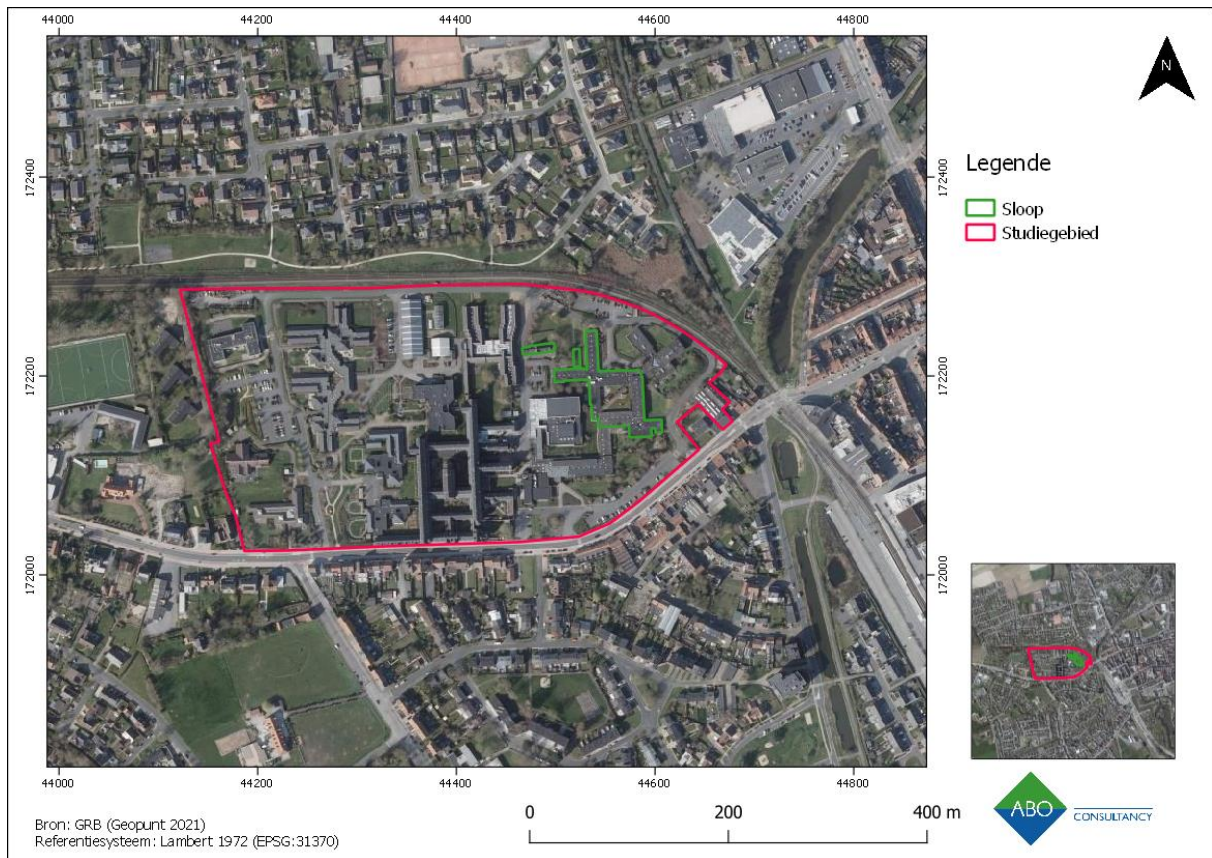 44000 44200 44400 44600 44800
N
172400
172200
172000
172400
172200
172000
44000 44200 44400 44600 44800
Legende
Sloop
Studiegebied
Bron: GRB (Geopunt 2021)
Referentiesysteem: Lambert 1972 (EPSG:31370)
0 200 400 m
ABO
CONSULTANCY